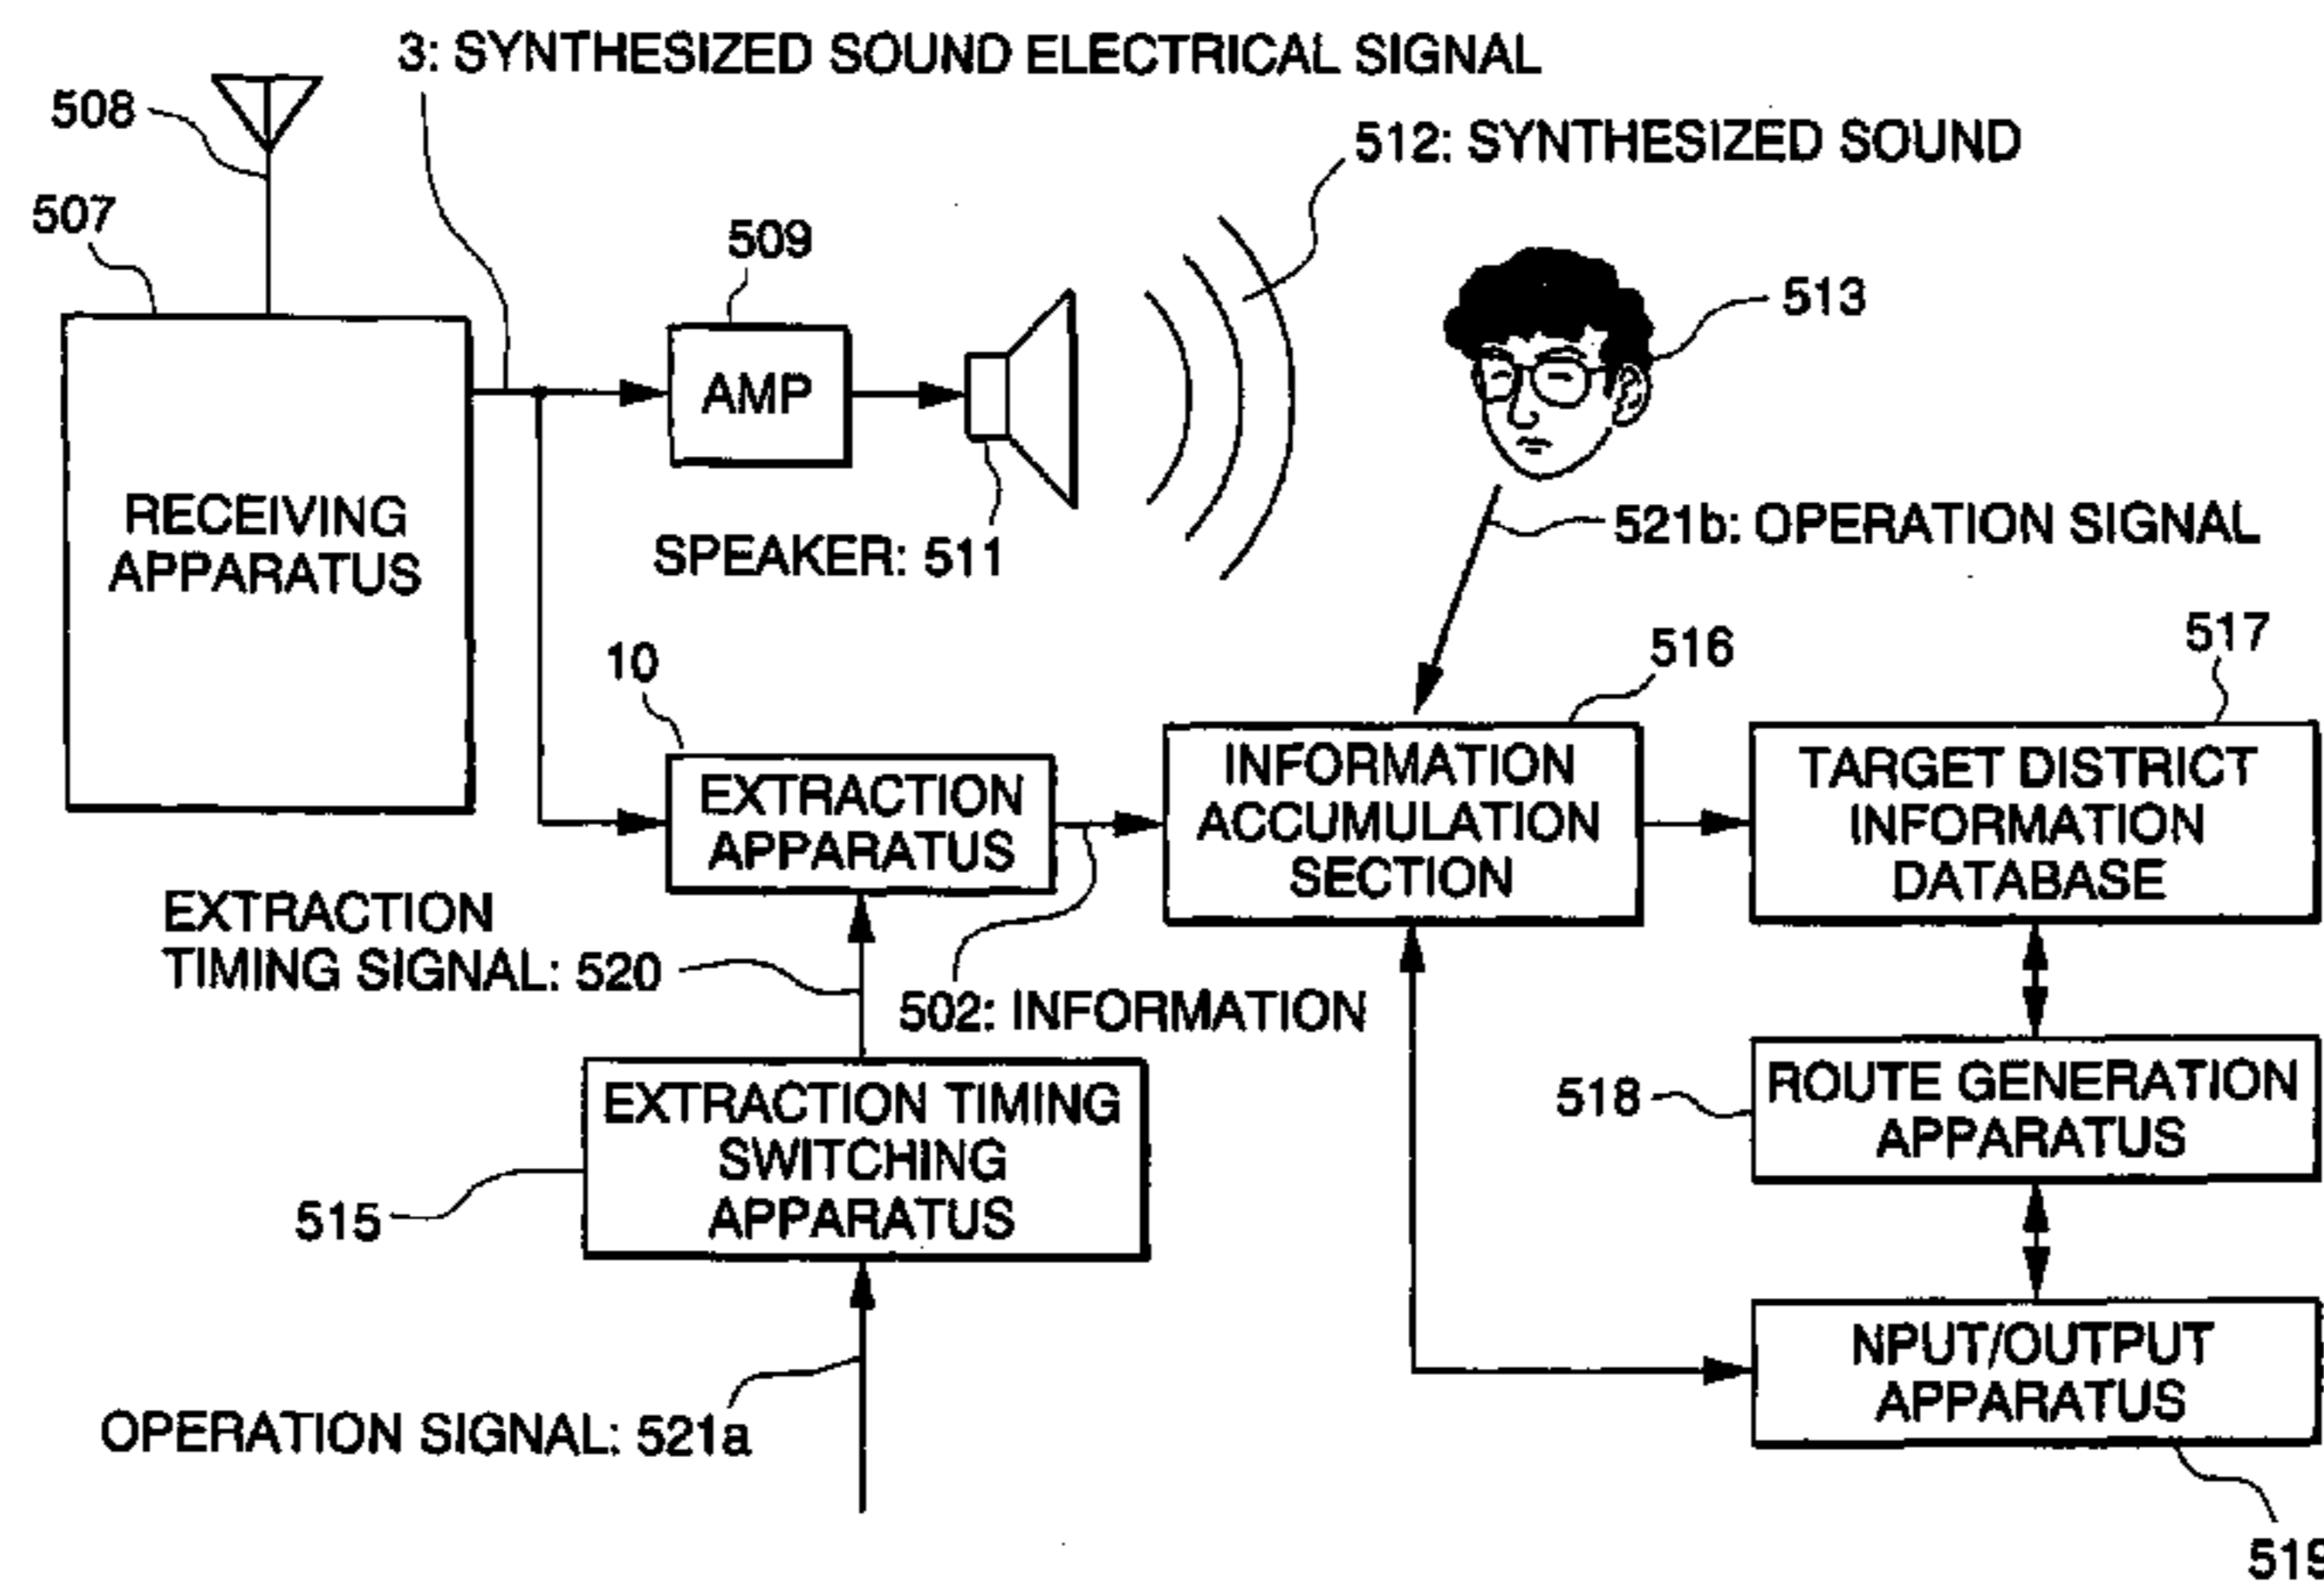 3: SYNTHESIZED SOUND ELECTRICAL SIGNAL
508
512: SYNTHESIZED SOUND
507
509
513
AMP
RECEIVING
APPARATUS
SPEAKER: 511
521b: OPERATION SIGNAL
10
516
517
EXTRACTION
APPARATUS
INFORMATION
ACCUMULATION
SECTION
TARGET DISTRICT
INFORMATION
DATABASE
EXTRACTION
TIMING SIGNAL: 520
502: INFORMATION
EXTRACTION TIMING
SWITCHING
APPARATUS
515
518
ROUTE GENERATION
APPARATUS
NPUT/OUTPUT
APPARATUS
OPERATION SIGNAL: 521a
519